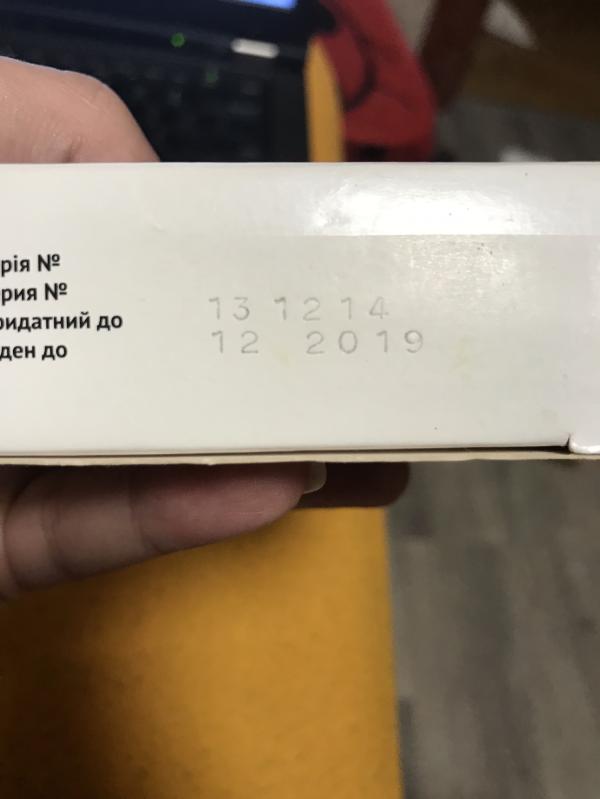 рія №
рия №
ридатний до
ден до
13 12 14
12 2019